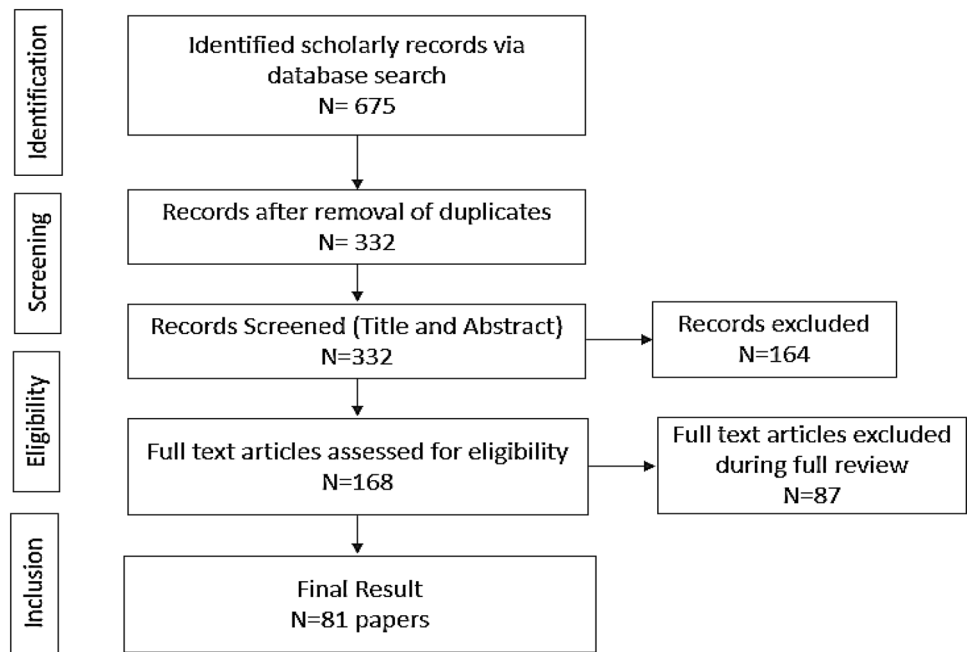 Identification
Identified scholarly records via
database search
N= 675
Screening
Records after removal of duplicates
N= 332
Records Screened (Title and Abstract)
N=332
Records excluded
N=164
Eligibility
Full text articles assessed for eligibility
N=168
Full text articles excluded
during full review
N=87
Inclusion
Final Result
N=81 papers